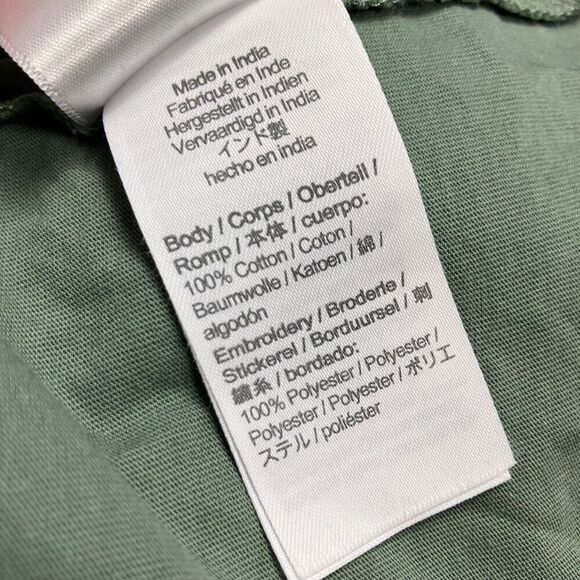 Made in India
Fabriqué en Inde
Hergestellt in Indien
Vervaardigd in India
インド製
hecho en india
Body / Corps / Oberteil /
Romp / 本体 / cuerpo:
100% Cotton / Coton /
Baumwolle / Katoen / 綿 /
algodón
Embroidery / Broderie /
Stickerei / Borduursel / 刺
繍糸 / bordado:
100% Polyester / Polyester /
Polyester / Polyester / ポリエ
ステル / poliéster